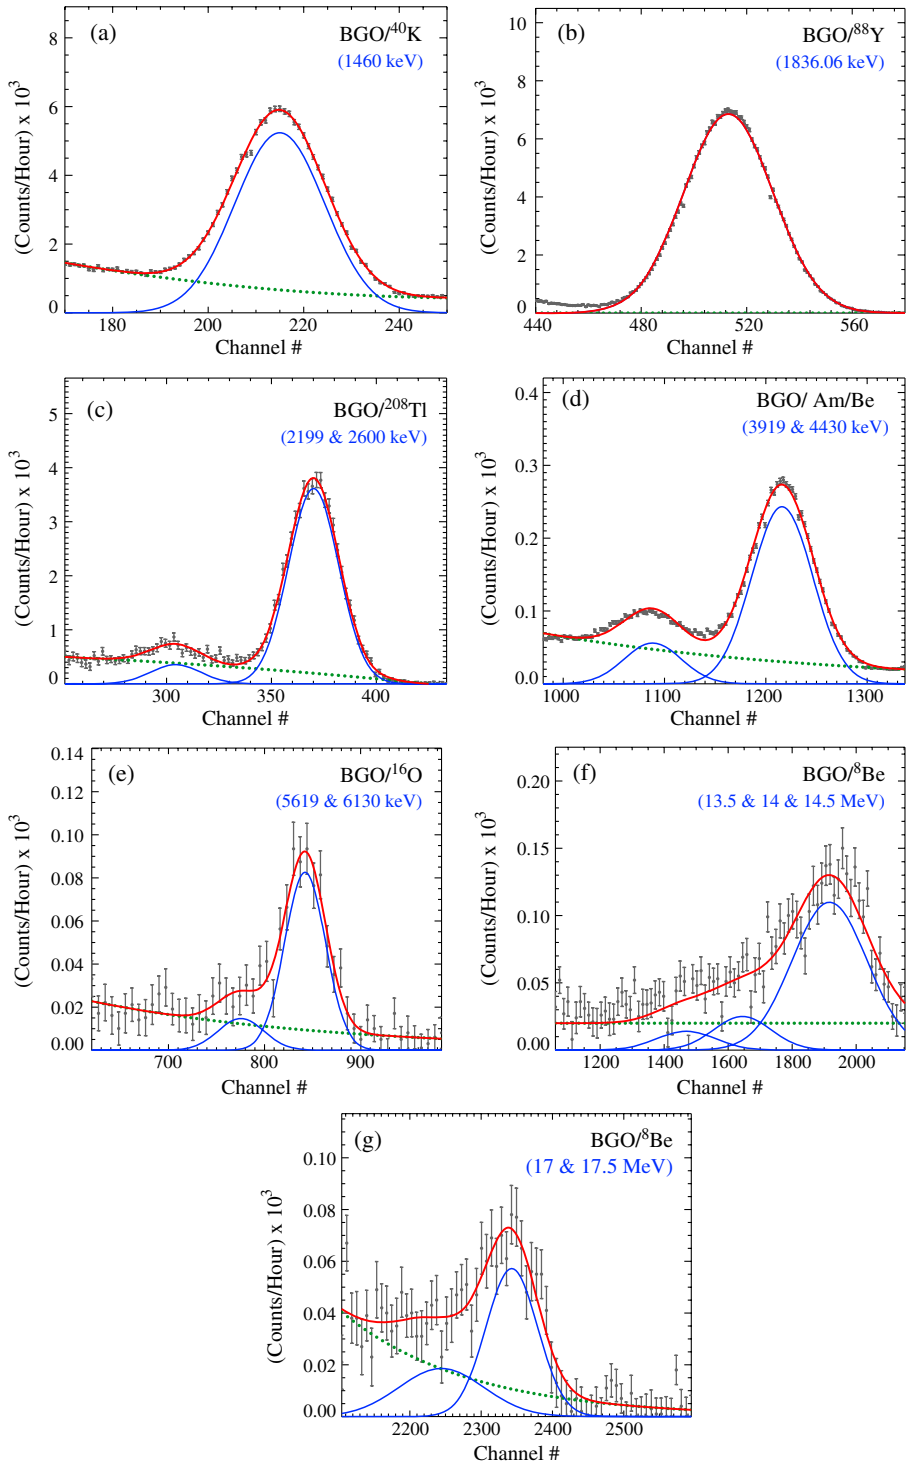 (a) BGO/⁴⁰K
(1460 keV)
8
6
4
2
0
(Counts/Hour) x 10³
180 200 220 240
Channel #
(b) BGO/⁸⁸Y
(1836.06 keV)
10
8
6
4
2
0
(Counts/Hour) x 10³
440 480 520 560
Channel #
(c) BGO/²⁰⁸Tl
(2199 & 2600 keV)
5
4
3
2
1
0
(Counts/Hour) x 10³
300 350 400
Channel #
(d) BGO/ Am/Be
(3919 & 4430 keV)
0.4
0.3
0.2
0.1
0.0
(Counts/Hour) x 10³
1000 1100 1200 1300
Channel #
(e) BGO/¹⁶O
(5619 & 6130 keV)
0.14
0.12
0.10
0.08
0.06
0.04
0.02
0.00
(Counts/Hour) x 10³
700 800 900
Channel #
(f) BGO/⁸Be
(13.5 & 14 & 14.5 MeV)
0.20
0.15
0.10
0.05
0.00
(Counts/Hour) x 10³
1200 1400 1600 1800 2000
Channel #
(g) BGO/⁸Be
(17 & 17.5 MeV)
0.10
0.08
0.06
0.04
0.02
0.00
(Counts/Hour) x 10³
2200 2300 2400 2500
Channel #